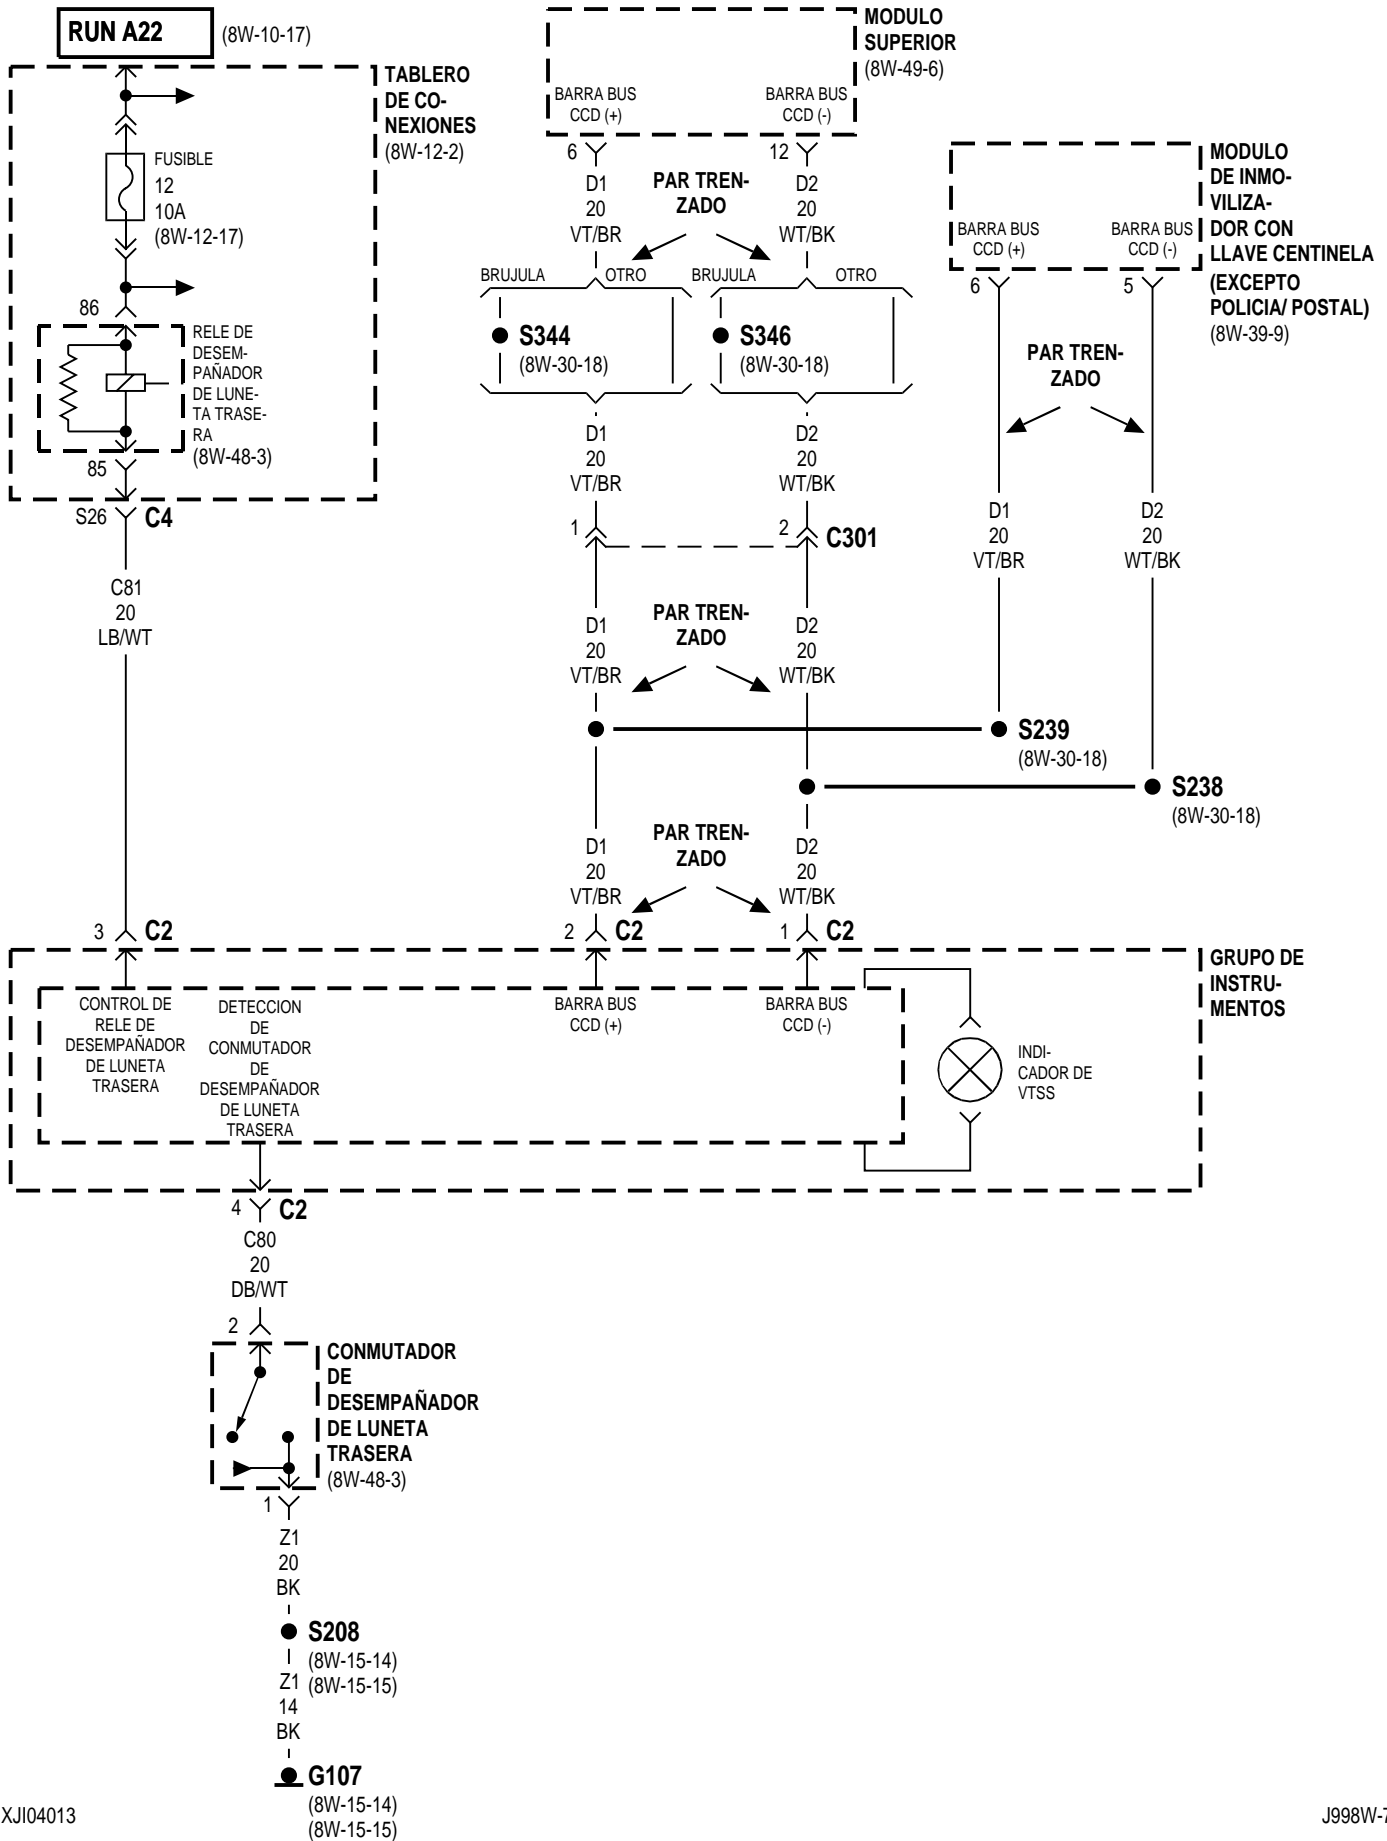 RUN A22
(8W-10-17)
TABLERO
DE CO-
NEXIONES
(8W-12-2)
FUSIBLE
12
10A
(8W-12-17)
86
RELE DE
DESEM-
PAÑADOR
DE LUNE-
TA TRASE-
RA
(8W-48-3)
85
S26
C4
C81
20
LB/WT
MODULO
SUPERIOR
(8W-49-6)
BARRA BUS
CCD (+)
BARRA BUS
CCD (-)
6
12
D1
20
VT/BR
PAR TREN-
ZADO
D2
20
WT/BK
BRUJULA
OTRO
BRUJULA
OTRO
S344
(8W-30-18)
S346
(8W-30-18)
D1
20
VT/BR
D2
20
WT/BK
1
2
C301
MODULO
DE INMO-
VILIZA-
DOR CON
LLAVE CENTINELA
(EXCEPTO
POLICIA/ POSTAL)
(8W-39-9)
BARRA BUS
CCD (+)
BARRA BUS
CCD (-)
6
5
PAR TREN-
ZADO
D1
20
VT/BR
D2
20
WT/BK
D1
20
VT/BR
PAR TREN-
ZADO
D2
20
WT/BK
S239
(8W-30-18)
S238
(8W-30-18)
D1
20
VT/BR
PAR TREN-
ZADO
D2
20
WT/BK
3
C2
2
C2
1
C2
GRUPO DE
INSTRU-
MENTOS
CONTROL DE
RELE DE
DESEMPAÑADOR
DE LUNETA
TRASERA
DETECCION
DE
CONMUTADOR
DE
DESEMPAÑADOR
DE LUNETA
TRASERA
BARRA BUS
CCD (+)
BARRA BUS
CCD (-)
INDI-
CADOR DE
VTSS
4
C2
C80
20
DB/WT
2
CONMUTADOR
DE
DESEMPAÑADOR
DE LUNETA
TRASERA
(8W-48-3)
1
Z1
20
BK
S208
(8W-15-14)
(8W-15-15)
Z1
14
BK
G107
(8W-15-14)
(8W-15-15)
XJI04013
J998W-7